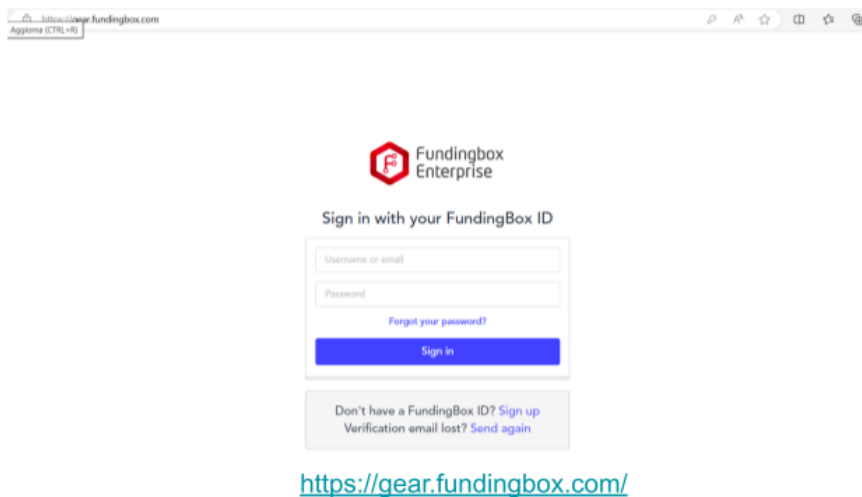 https://gear.fundingbox.com
Aggiorna (CTRL+R)
Fundingbox
Enterprise
Sign in with your FundingBox ID
Username or email
Password
Forgot your password?
Sign in
Don't have a FundingBox ID? Sign up
Verification email lost? Send again
https://gear.fundingbox.com/